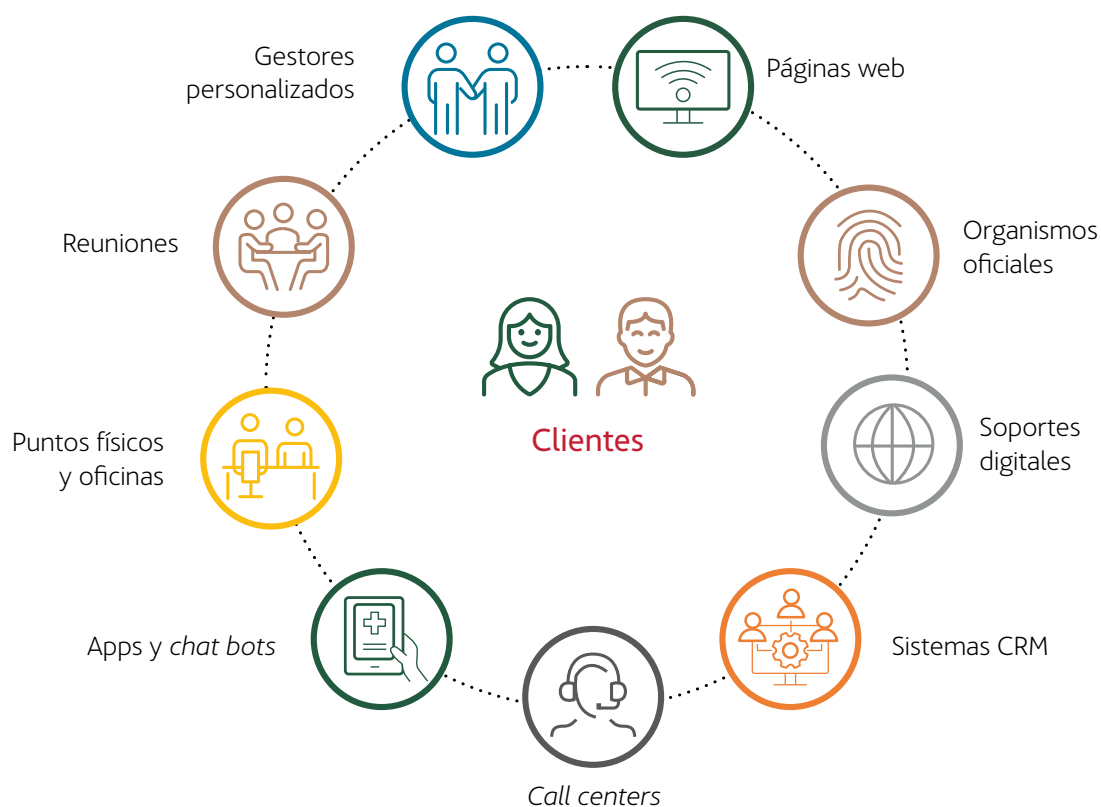 Gestores
personalizados
Páginas web
Reuniones
Organismos
oficiales
Clientes
Puntos físicos
y oficinas
Soportes
digitales
Apps y chat bots
Sistemas CRM
Call centers